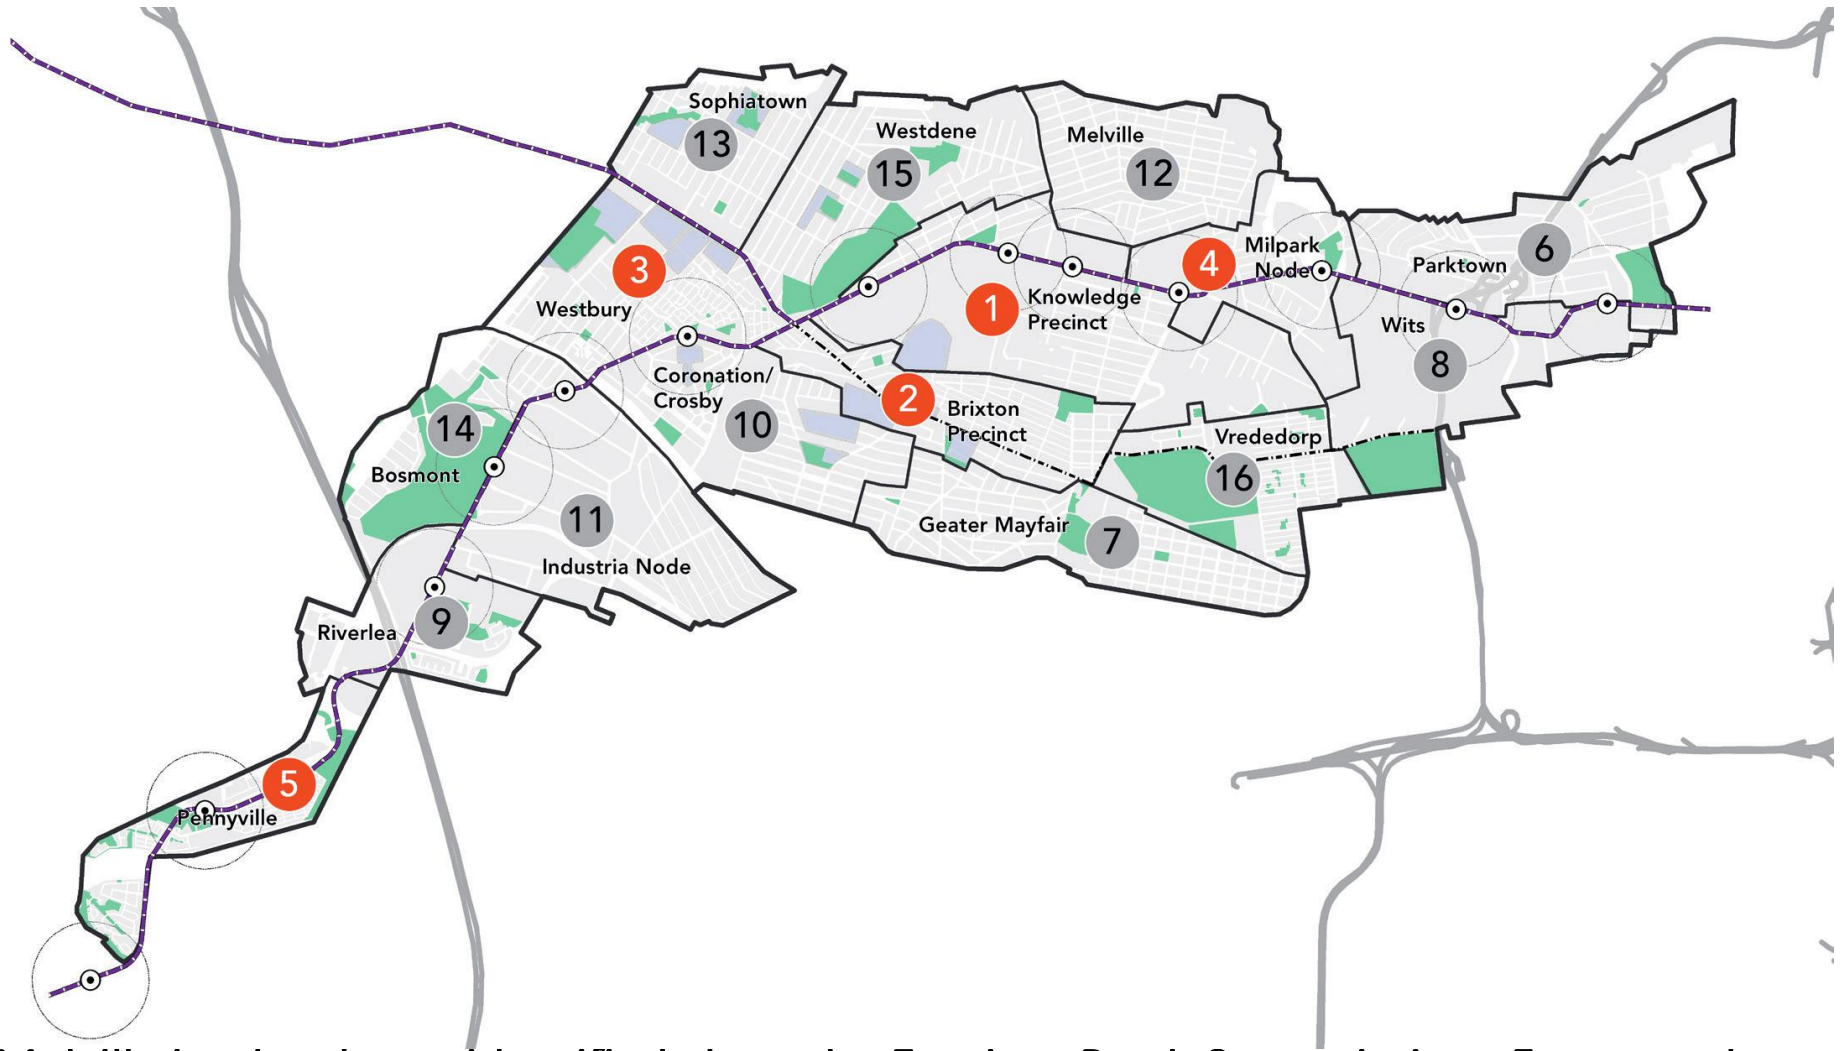 Sophiatown
13
Westdene
15
Melville
12
3
Westbury
4
Milpark
Node
6
Parktown
1
Knowledge
Precinct
Wits
8
Coronation/
Crosby
10
2
Brixton
Precinct
Vrededorp
16
14
Bosmont
11
Industria Node
Geater Mayfair
7
9
Riverlea
5
Pennyville